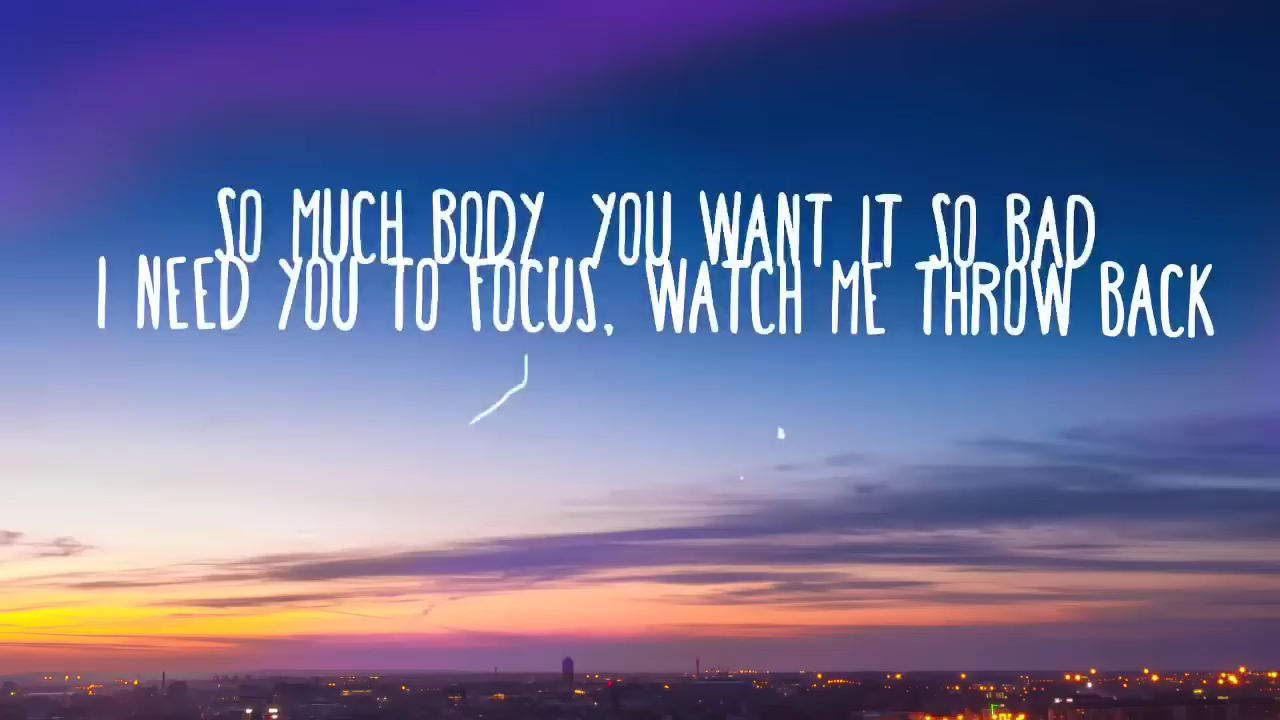 SO MUCH BODY, YOU WANT IT SO BAD
I NEED YOU TO FOCUS, WATCH ME THROW BACK